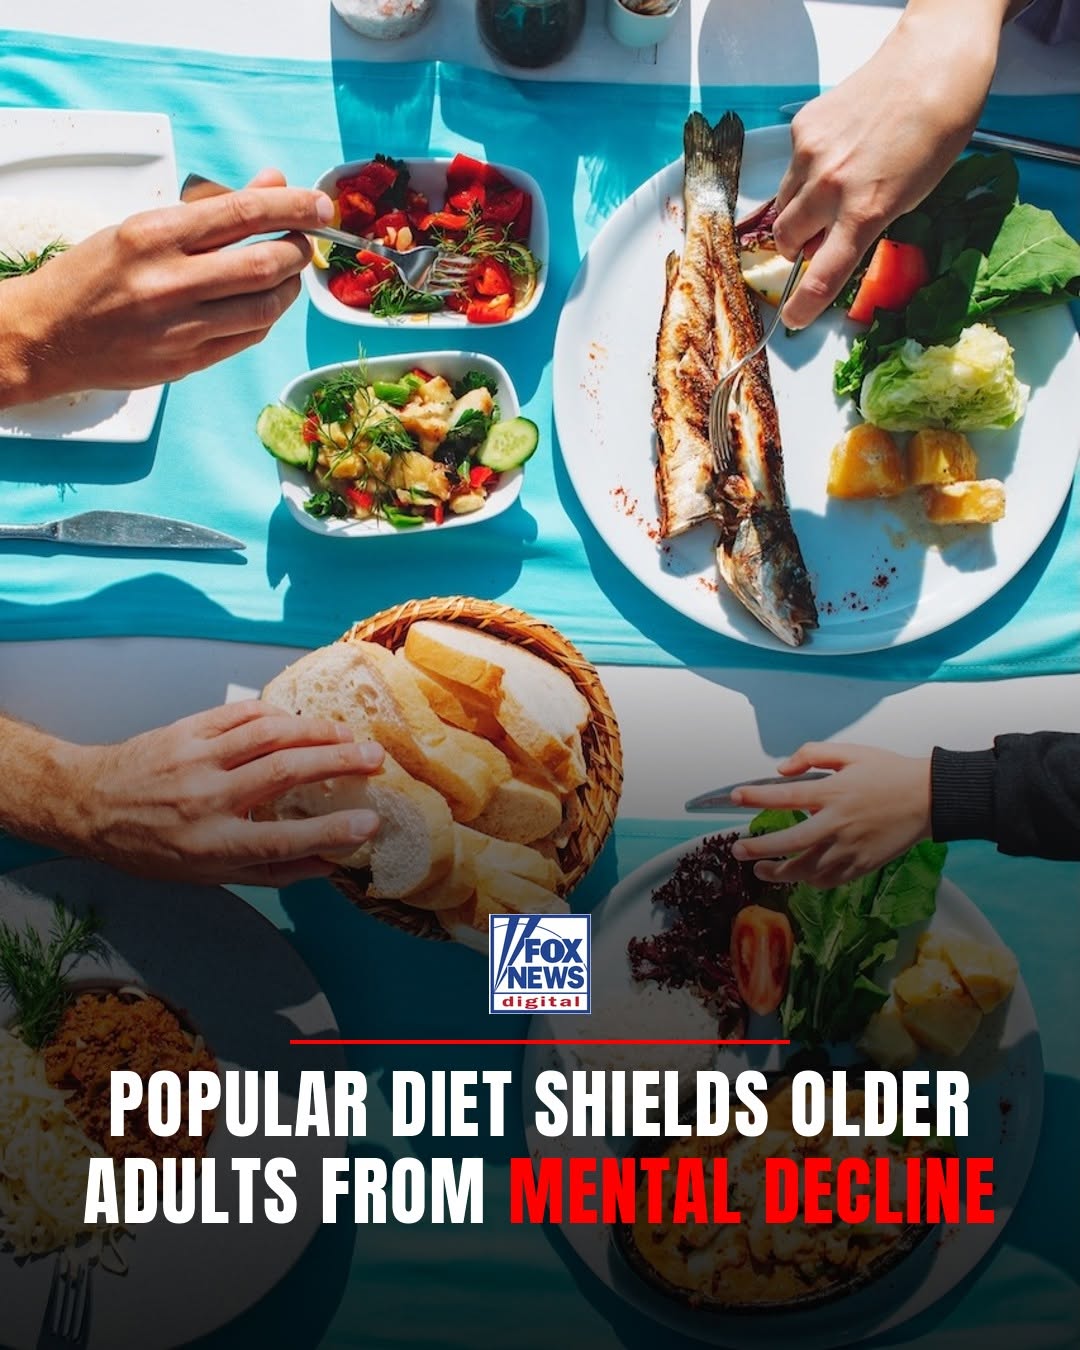 FOX
NEWS
digital
POPULAR DIET SHIELDS OLDER
ADULTS FROM MENTAL DECLINE